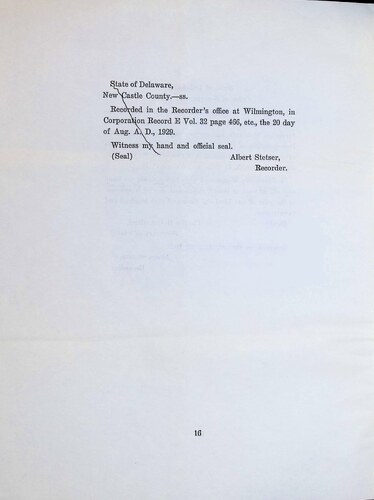 State of Delaware,
New Castle County.—ss.
Recorded in the Recorder's office at Wilmington, in
Corporation Record E Vol. 32 page 466, etc., the 20 day
of Aug. A. D., 1929.
Witness my hand and official seal.
(Seal) Albert Stetser,
Recorder.
16